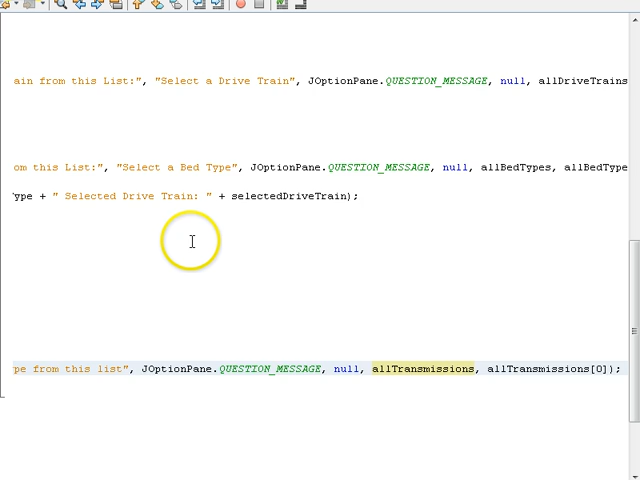 ain from this List:", "Select a Drive Train", JOptionPane.QUESTION_MESSAGE, null, allDriveTrains
om this List:", "Select a Bed Type", JOptionPane.QUESTION_MESSAGE, null, allBedTypes, allBedType
ype + " Selected Drive Train: " + selectedDriveTrain);
pe from this list", JOptionPane.QUESTION_MESSAGE, null, allTransmissions, allTransmissions[0]);